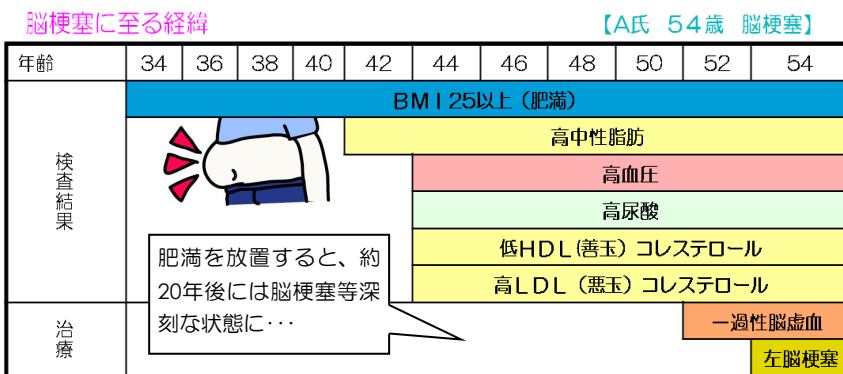 脳梗塞に至る経緯
【A氏 54歳 脳梗塞】
年齢 34 36 38 40 42 44 46 48 50 52 54
検査結果
BMI25以上(肥満)
高中性脂肪
高血圧
高尿酸
低HDL(善玉)コレステロール
高LDL(悪玉)コレステロール
肥満を放置すると、約
20年後には脳梗塞等深
刻な状態に・・・
治療
一過性脳虚血
左脳梗塞